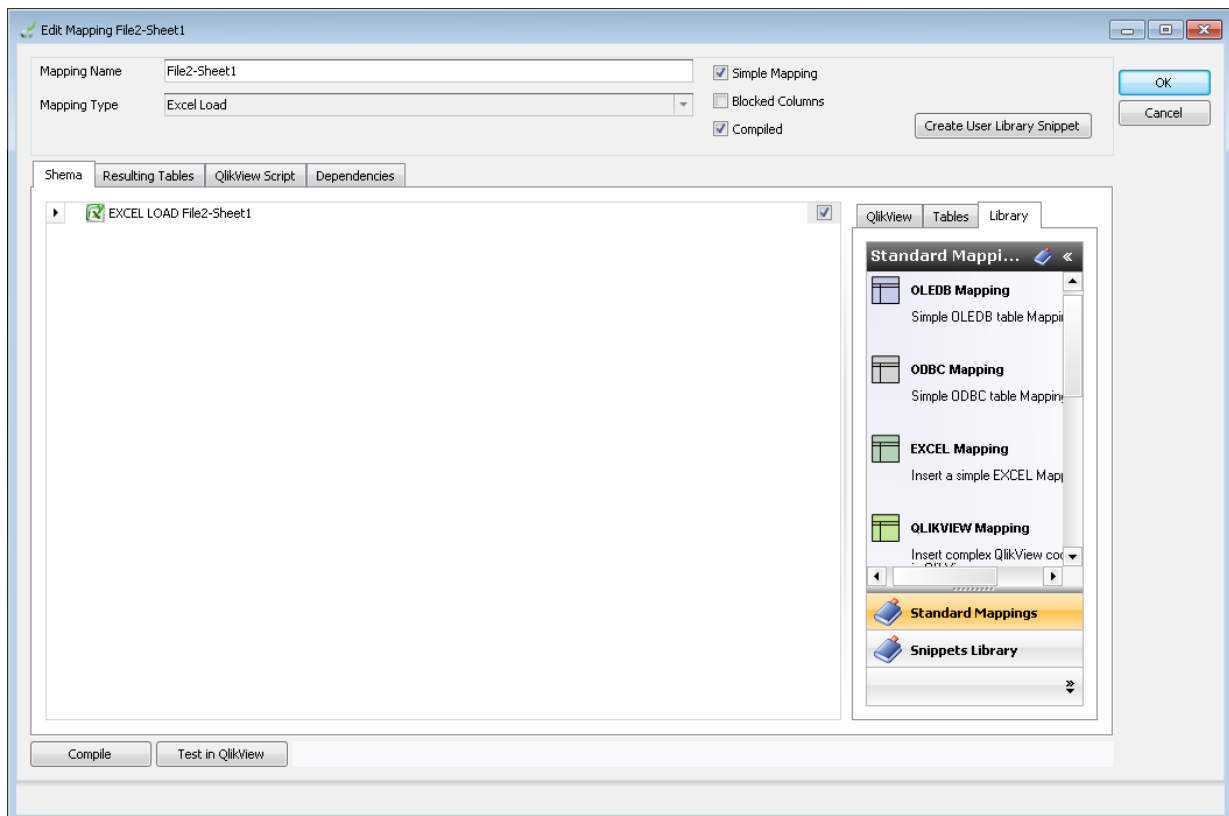 Edit Mapping File2-Sheet1
Mapping Name File2-Sheet1
Simple Mapping
OK
Mapping Type Excel Load
Blocked Columns
Cancel
Compiled
Create User Library Snippet
Shema Resulting Tables QlikView Script Dependencies
EXCEL LOAD File2-Sheet1
QlikView Tables Library
Standard Mappi...
OLEDB Mapping
Simple OLEDB table Mappin
ODBC Mapping
Simple ODBC table Mapping
EXCEL Mapping
Insert a simple EXCEL Mapp
QLIKVIEW Mapping
Insert complex QlikView cod
Standard Mappings
Snippets Library
Compile Test in QlikView